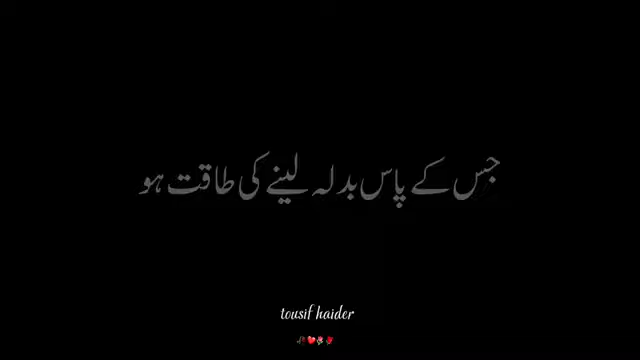 جس کے پاس بدلہ لینے کی طاقت ہو
tousif haider
🥀❤️🌹🌹